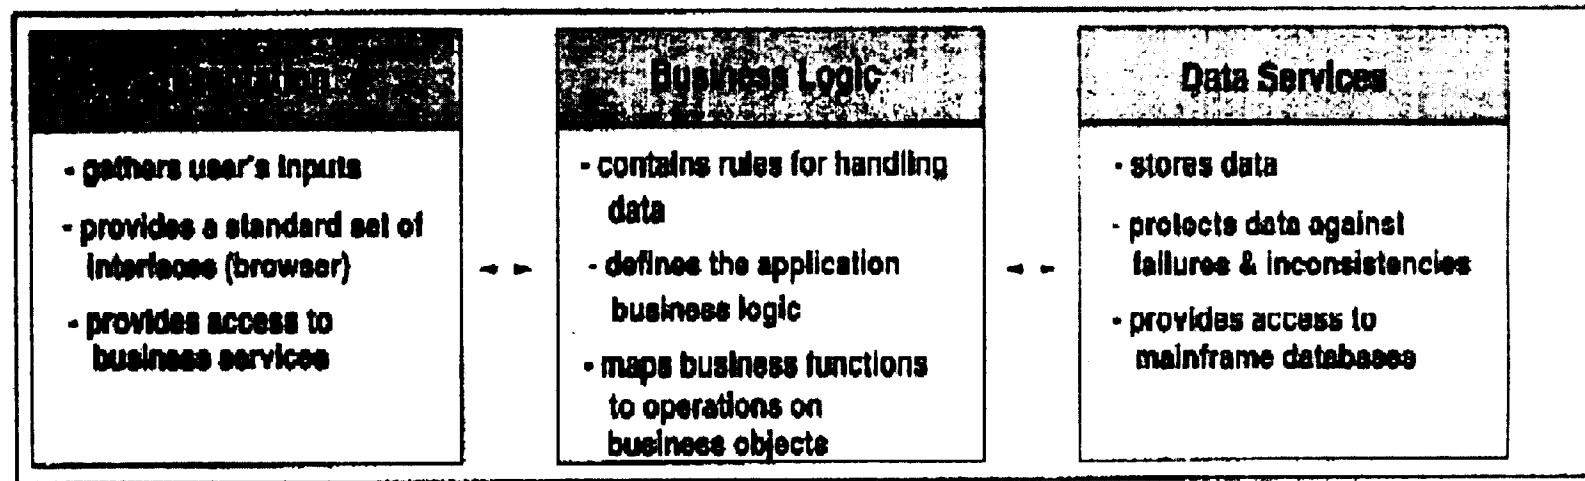 Business Logic
Data Services
- gathers user's inputs
- provides a standard set of
interfaces (browser)
- provides access to
business services
- contains rules for handling
data
- defines the application
business logic
- maps business functions
to operations on
business objects
- stores data
- protects data against
failures & inconsistencies
- provides access to
mainframe databases